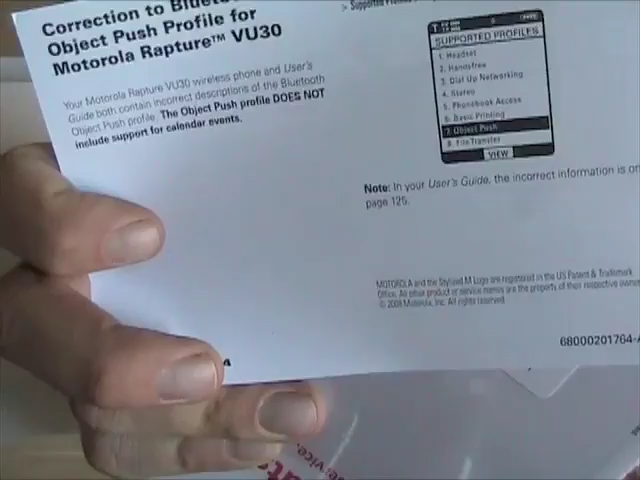 Correction to
Object Push Profile for
Motorola Rapture™ VU30
Your Motorola Rapture VU30 wireless phone and User's
Guide both contain incorrect descriptions of the Bluetooth
Object Push profile. The Object Push profile DOES NOT
include support for calendar events.
> Supported
SUPPORTED PROFILES
1. Headset
2. Handsfree
3. Dial Up Networking
4. Stereo
5. Phonebook Access
6. Basic Printing
7. Object Push
8. File Transfer
VIEW
Note: In your User's Guide, the incorrect information is on
page 125.
MOTOROLA and the Stylized M Logo are registered in the US Patent & Trademark
Office. All other product or service names are the property of their respective
© 2008 Motorola, Inc. All rights reserved.
68000201764-A